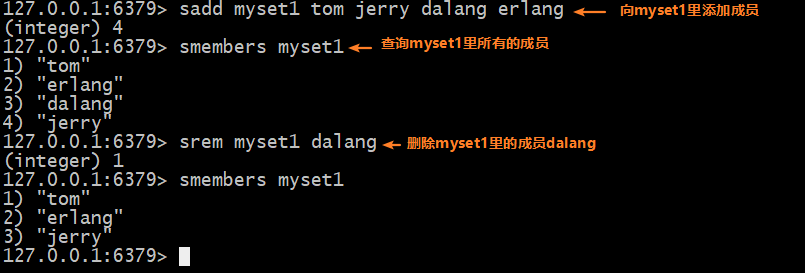 127.0.0.1:6379> sadd myset1 tom jerry dalang erlang 向myset1里添加成员
(integer) 4
127.0.0.1:6379> smembers myset1 查询myset1里所有的成员
1) "tom"
2) "erlang"
3) "dalang"
4) "jerry"
127.0.0.1:6379> srem myset1 dalang 删除myset1里的成员dalang
(integer) 1
127.0.0.1:6379> smembers myset1
1) "tom"
2) "erlang"
3) "jerry"
127.0.0.1:6379>